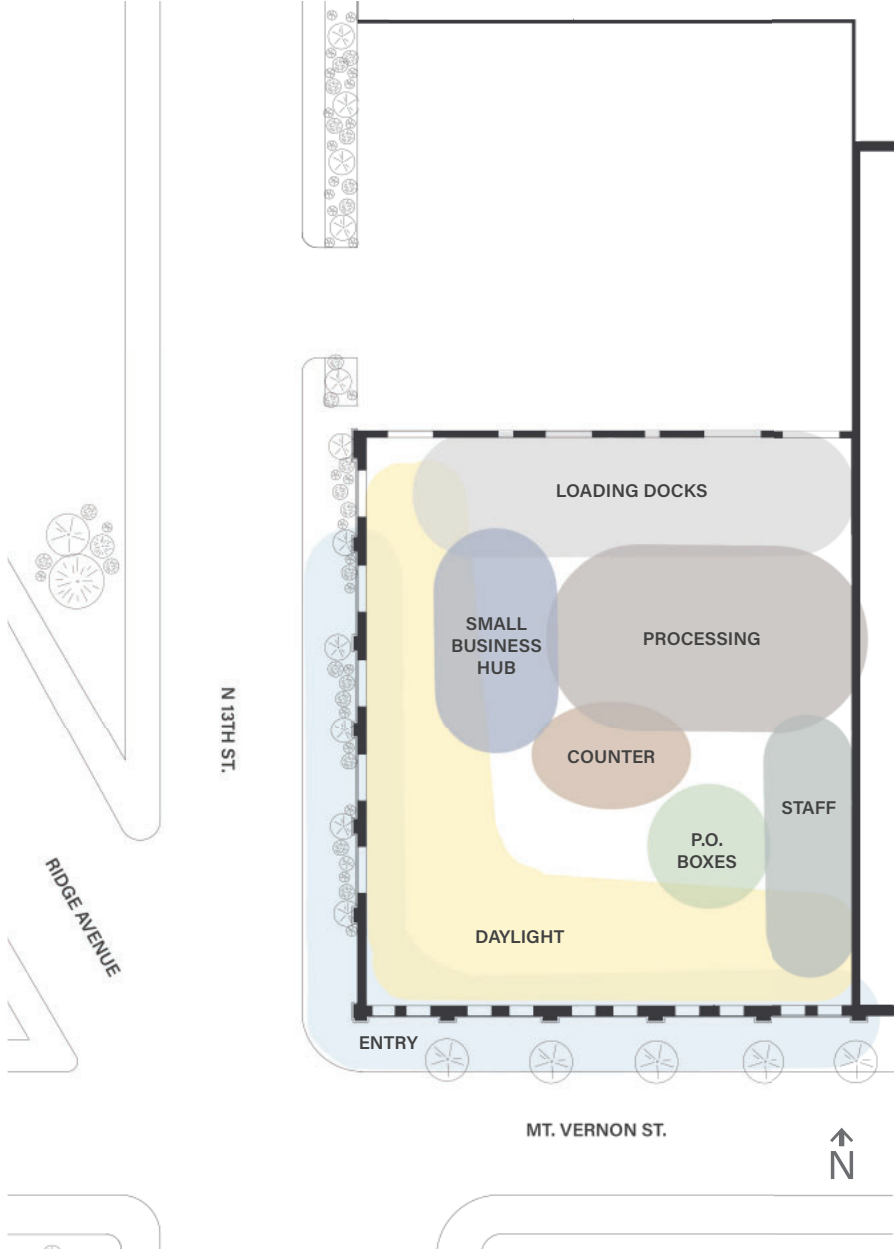 LOADING DOCKS
SMALL
BUSINESS
HUB
PROCESSING
N 13TH ST.
COUNTER
STAFF
P.O.
BOXES
RIDGE AVENUE
DAYLIGHT
ENTRY
MT. VERNON ST.
N